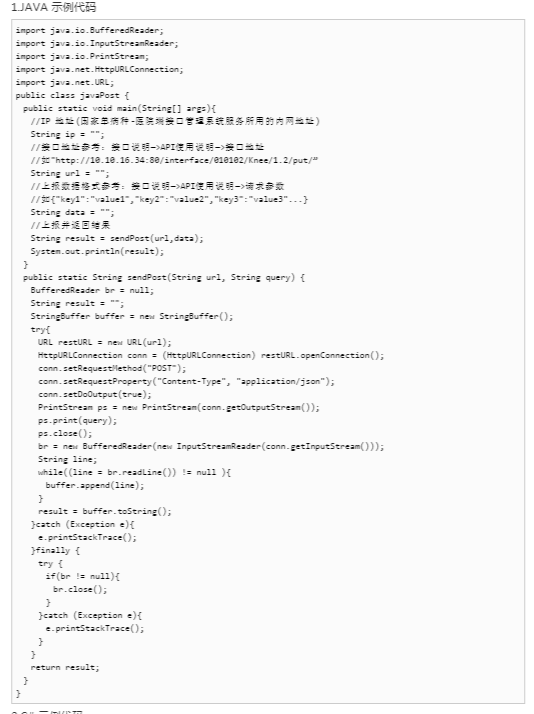 1.JAVA 示例代码
import java.io.BufferedReader;
import java.io.InputStreamReader;
import java.io.PrintStream;
import java.net.HttpURLConnection;
import java.net.URL;
public class javaPost {
public static void main(String[] args){
//IP 地址(国家单病种-医院端接口管理系统服务所用的内网地址)
String ip = "";
//接口地址参考：接口说明—>API使用说明—>接口地址
//如"http://10.10.16.34:80/interface/010102/Knee/1.2/put/"
String url = "";
//上报数据格式参考：接口说明—>API使用说明—>请求参数
//如{"key1":"value1","key2":"value2","key3":"value3"...}
String data = "";
//上报并返回结果
String result = sendPost(url,data);
System.out.println(result);
}
public static String sendPost(String url, String query) {
BufferedReader br = null;
String result = "";
StringBuffer buffer = new StringBuffer();
try{
URL restURL = new URL(url);
HttpURLConnection conn = (HttpURLConnection) restURL.openConnection();
conn.setRequestMethod("POST");
conn.setRequestProperty("Content-Type", "application/json");
conn.setDoOutput(true);
PrintStream ps = new PrintStream(conn.getOutputStream());
ps.print(query);
ps.close();
br = new BufferedReader(new InputStreamReader(conn.getInputStream()));
String line;
while((line = br.readLine()) != null ){
buffer.append(line);
}
result = buffer.toString();
}catch (Exception e){
e.printStackTrace();
}finally {
try {
if(br != null){
br.close();
}
}catch (Exception e){
e.printStackTrace();
}
}
return result;
}
}